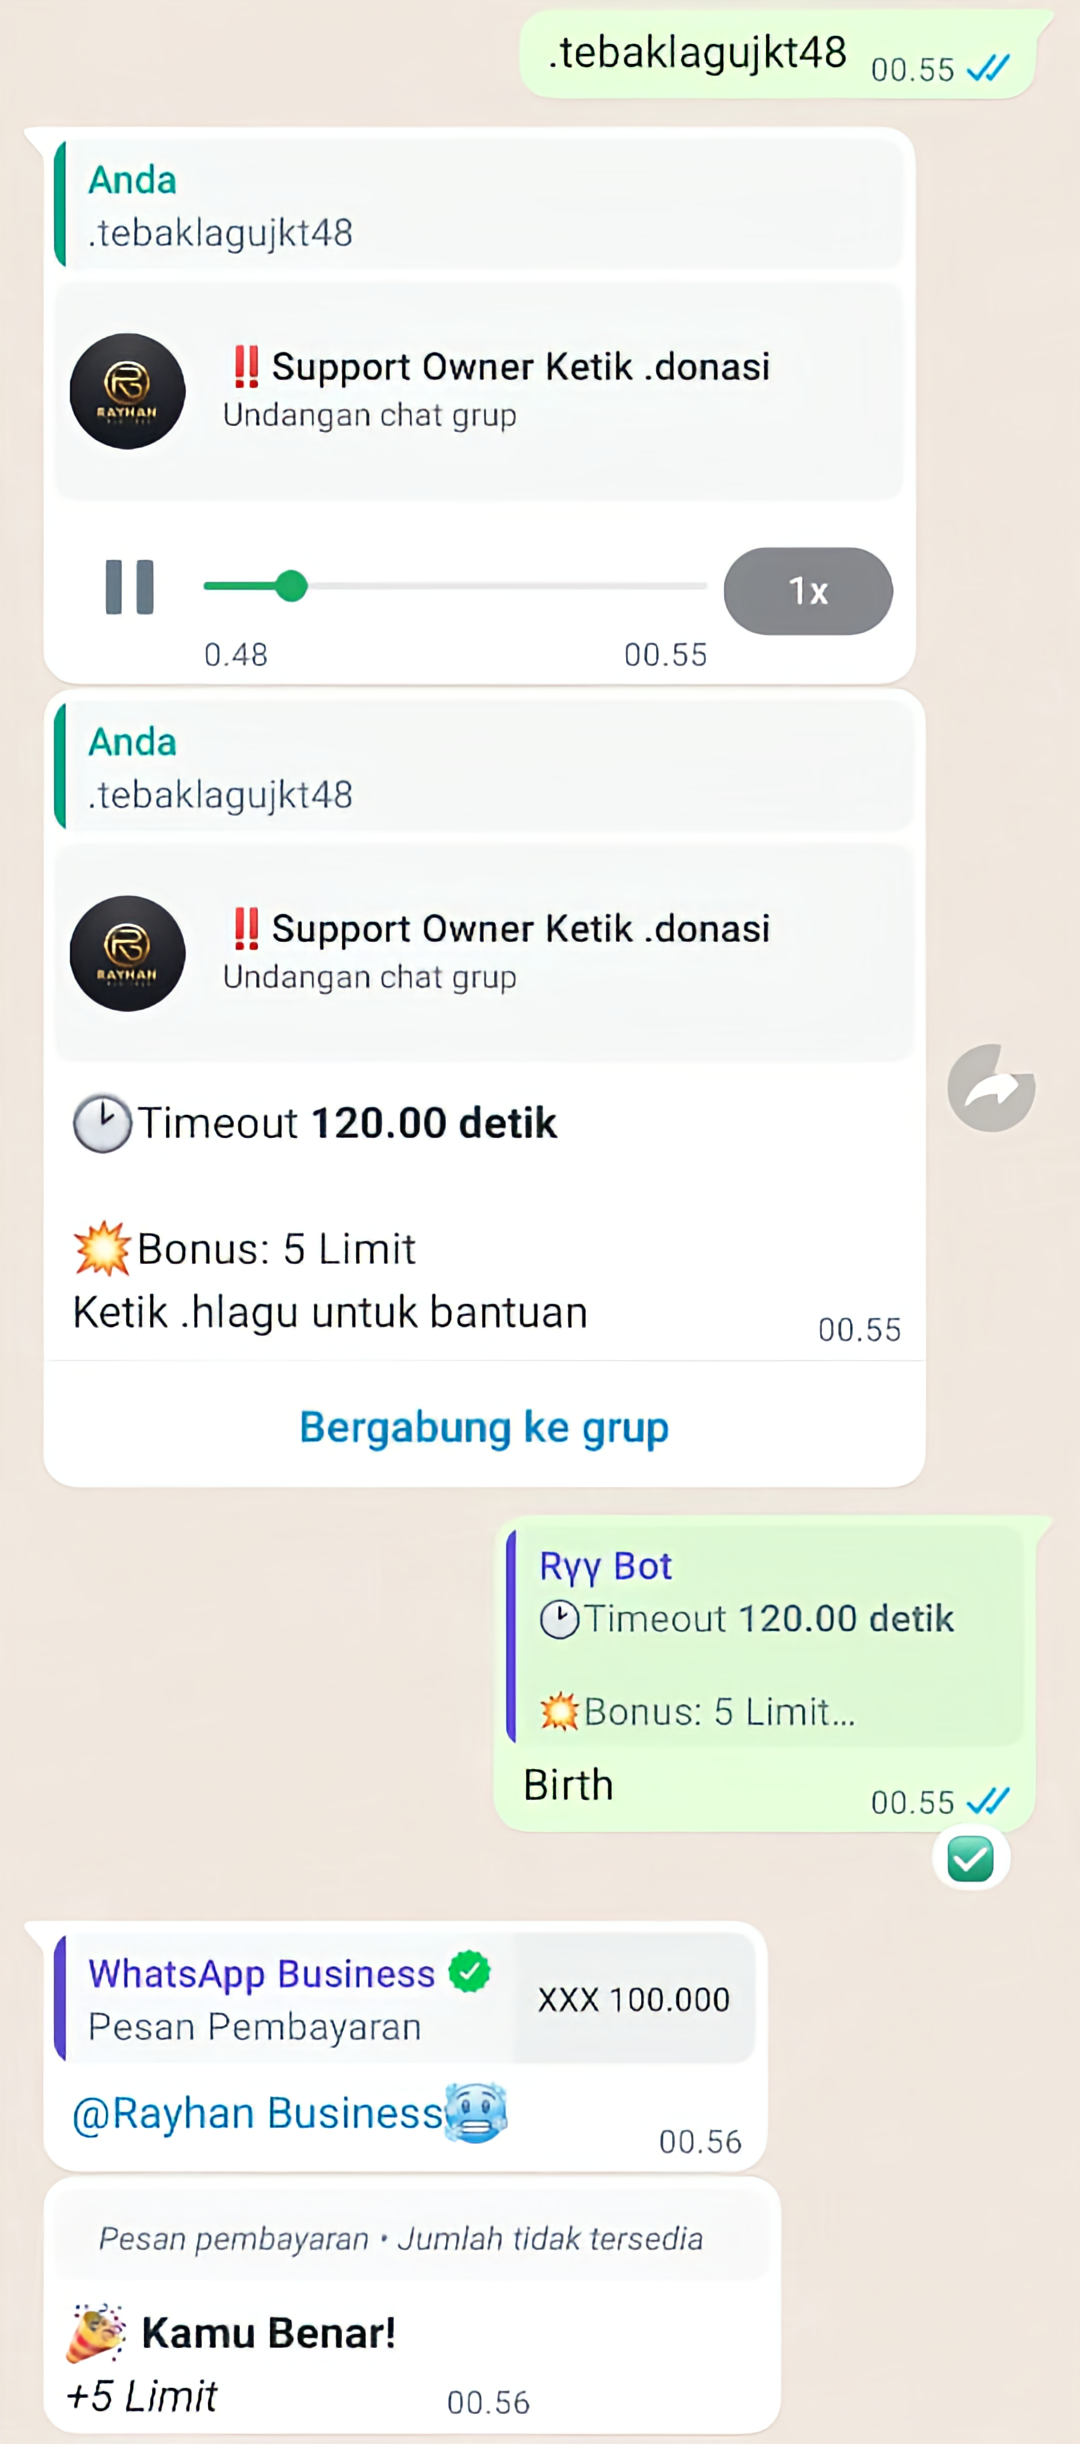 .tebaklagujkt48 00.55
Anda
.tebaklagujkt48
RAYHAN
‼️ Support Owner Ketik .donasi
Undangan chat grup
1x
0.48 00.55
Anda
.tebaklagujkt48
RAYHAN
‼️ Support Owner Ketik .donasi
Undangan chat grup
🕑Timeout 120.00 detik
💥Bonus: 5 Limit
Ketik .hlagu untuk bantuan 00.55
Bergabung ke grup
Ryy Bot
🕑Timeout 120.00 detik
💥Bonus: 5 Limit...
Birth 00.55
WhatsApp Business
Pesan Pembayaran
XXX 100.000
@Rayhan Business🥶 00.56
Pesan pembayaran • Jumlah tidak tersedia
🎉 Kamu Benar!
+5 Limit 00.56